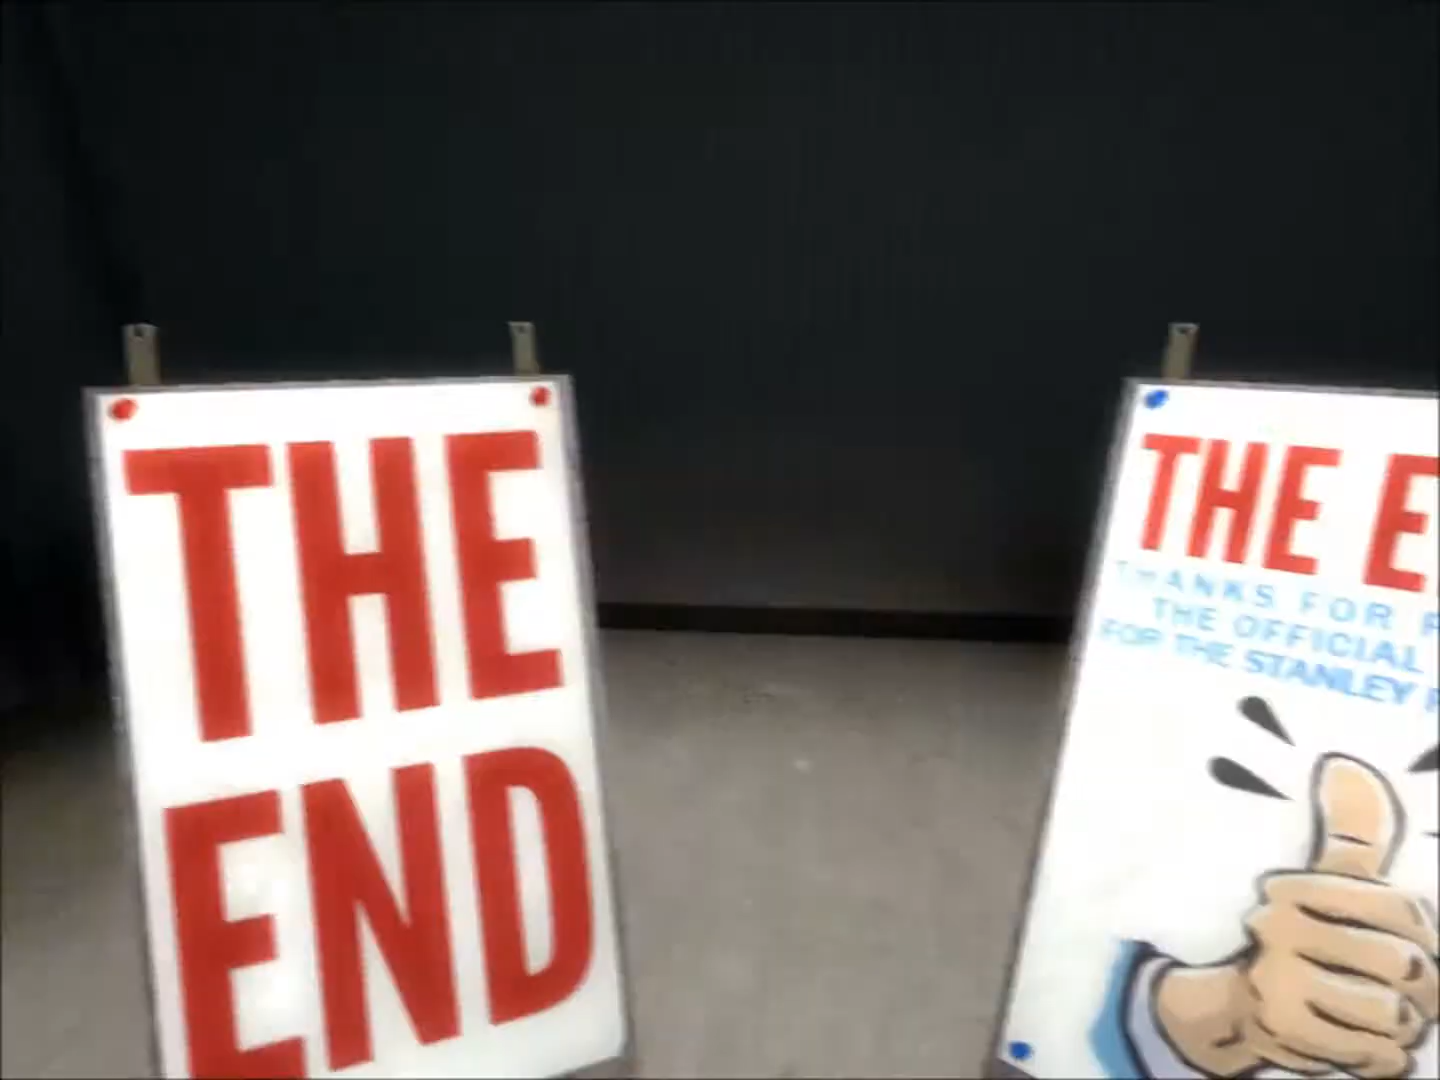 THE
END
THE E
THANKS FOR
THE OFFICIAL
FOR THE STANLEY